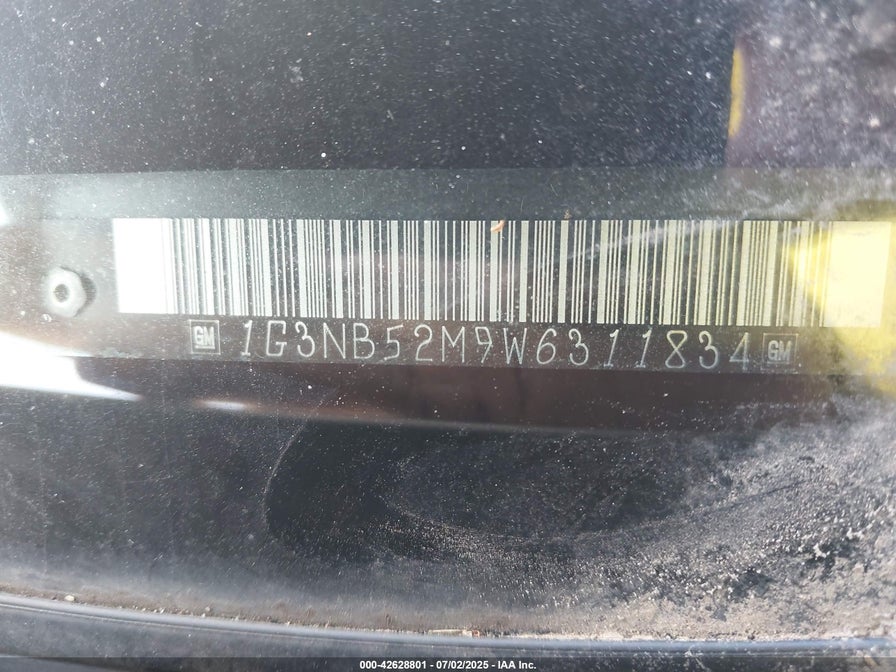 GM 1G3NB52M9W6311834 GM
000-42628801 - 07/02/2025 - IAA Inc.